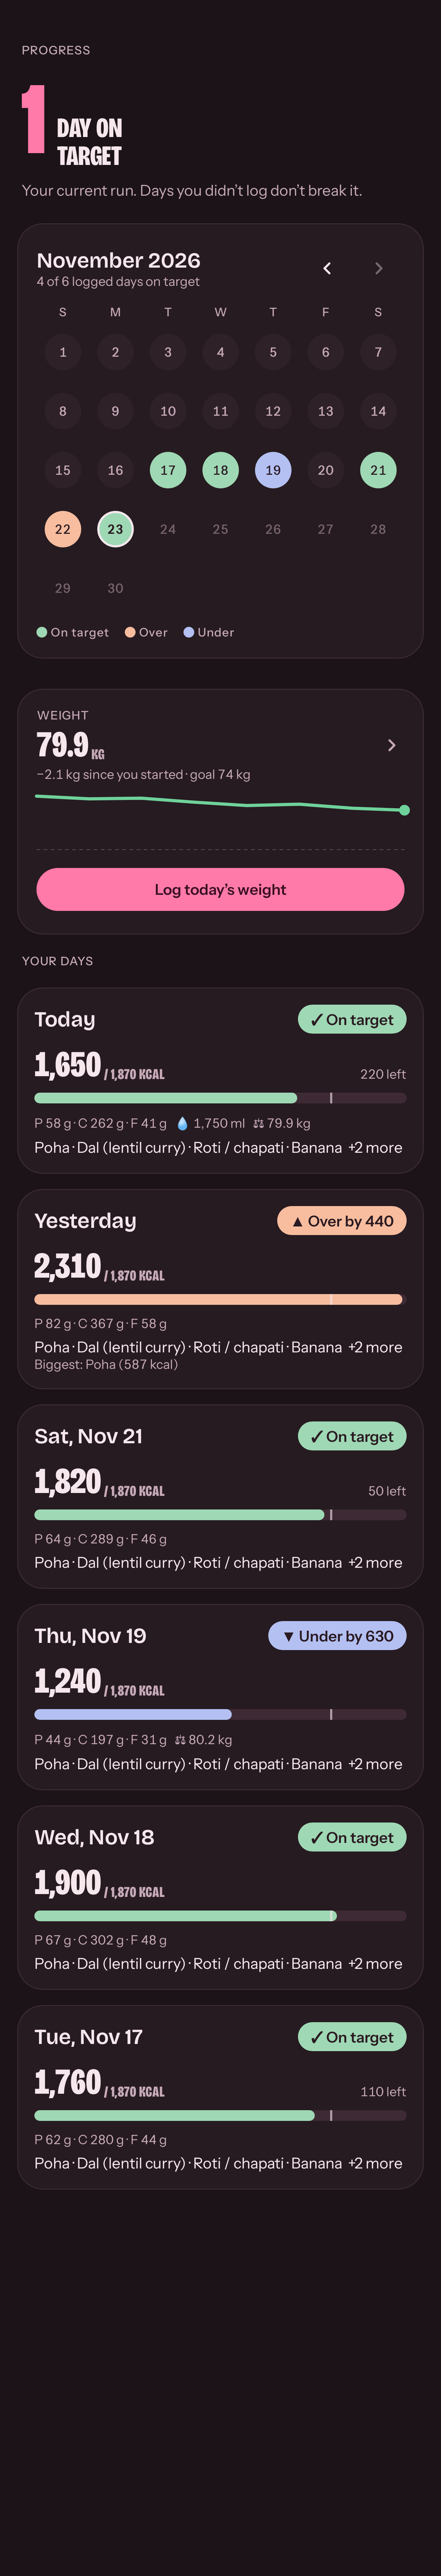 PROGRESS
1 DAY ON
TARGET
Your current run. Days you didn’t log don’t break it.
November 2026
4 of 6 logged days on target
S M T W T F S
1 2 3 4 5 6 7
8 9 10 11 12 13 14
15 16 17 18 19 20 21
22 23 24 25 26 27 28
29 30
On target Over Under
WEIGHT
79.9 KG
−2.1 kg since you started · goal 74 kg
Log today’s weight
YOUR DAYS
Today ✓ On target
1,650 / 1,870 KCAL 220 left
P 58 g · C 262 g · F 41 g 💧 1,750 ml ⚖ 79.9 kg
Poha · Dal (lentil curry) · Roti / chapati · Banana +2 more
Yesterday ▲ Over by 440
2,310 / 1,870 KCAL
P 82 g · C 367 g · F 58 g
Poha · Dal (lentil curry) · Roti / chapati · Banana +2 more
Biggest: Poha (587 kcal)
Sat, Nov 21 ✓ On target
1,820 / 1,870 KCAL 50 left
P 64 g · C 289 g · F 46 g
Poha · Dal (lentil curry) · Roti / chapati · Banana +2 more
Thu, Nov 19 ▼ Under by 630
1,240 / 1,870 KCAL
P 44 g · C 197 g · F 31 g ⚖ 80.2 kg
Poha · Dal (lentil curry) · Roti / chapati · Banana +2 more
Wed, Nov 18 ✓ On target
1,900 / 1,870 KCAL
P 67 g · C 302 g · F 48 g
Poha · Dal (lentil curry) · Roti / chapati · Banana +2 more
Tue, Nov 17 ✓ On target
1,760 / 1,870 KCAL 110 left
P 62 g · C 280 g · F 44 g
Poha · Dal (lentil curry) · Roti / chapati · Banana +2 more